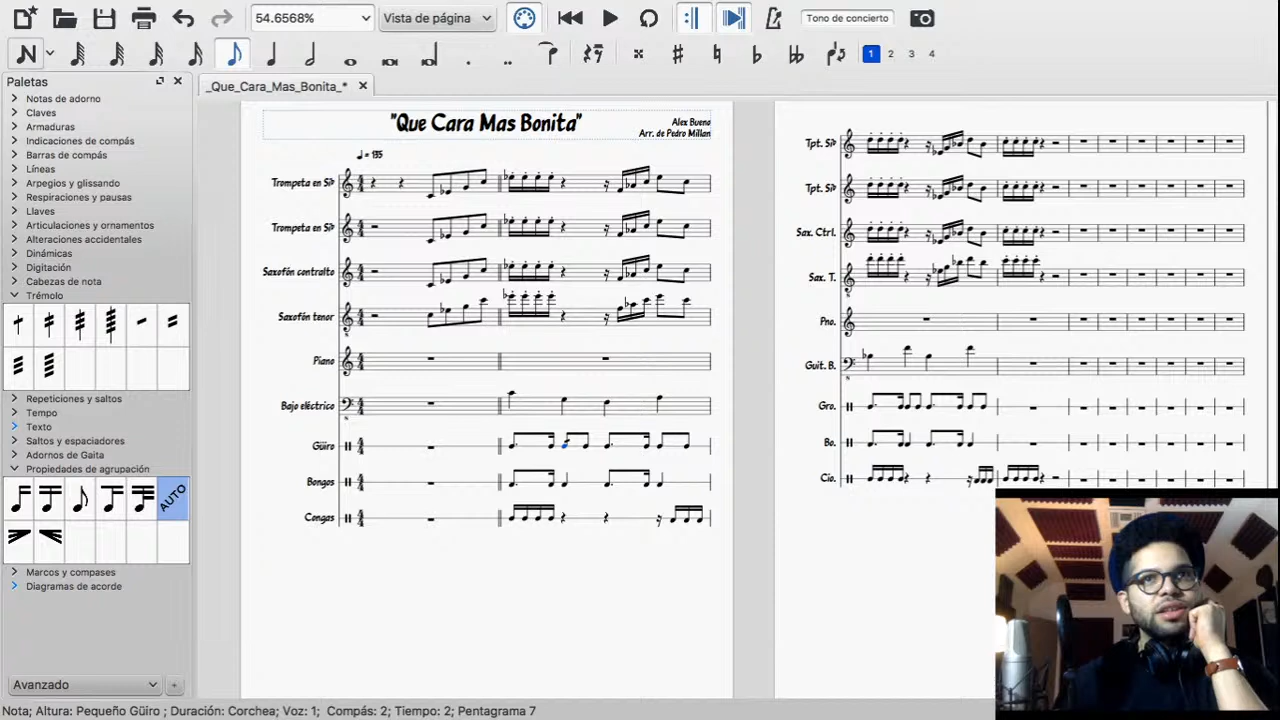 54.6568%
Vista de página
Tono de concierto
1 2 3 4
Paletas
_Que_Cara_Mas_Bonita_*
Notas de adorno
Claves
Armaduras
Indicaciones de compás
Barras de compás
Líneas
Arpegios y glissando
Respiraciones y pausas
Llaves
Articulaciones y ornamentos
Alteraciones accidentales
Dinámicas
Digitación
Cabezas de nota
Trémolo
Repeticiones y saltos
Tempo
Texto
Saltos y espaciadores
Adornos de Gaita
Propiedades de agrupación
AUTO
Marcos y compases
Diagramas de acorde
Avanzado
"Que Cara Mas Bonita"
Alex Bueno
Arr. de Pedro Millan
♩ = 135
Trompeta en Si♭
Trompeta en Si♭
Saxofón contralto
Saxofón tenor
Piano
Bajo eléctrico
Güiro
Bongos
Congas
Tpt. Si♭
Tpt. Si♭
Sax. Ctrl.
Sax. T.
Pno.
Guit. B.
Gro.
Bo.
Cio.
Nota; Altura: Pequeño Güiro ; Duración: Corchea; Voz: 1; Compás: 2; Tiempo: 2; Pentagrama 7